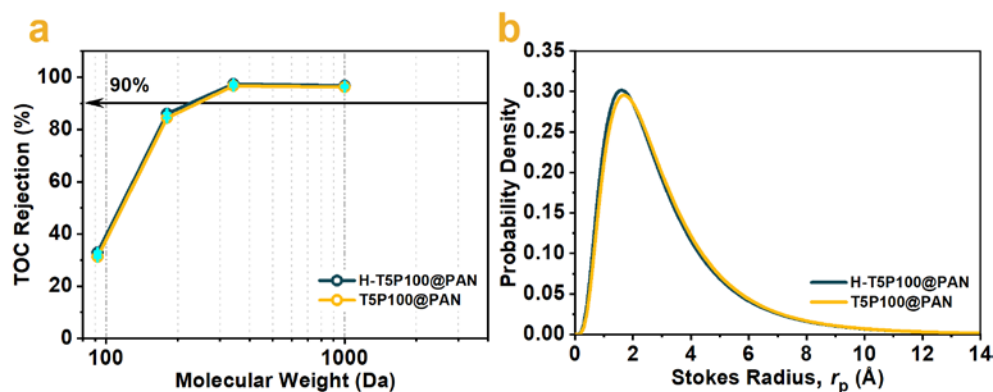 a
TOC Rejection (%)
120
100
80
60
40
20
0
90%
H-T5P100@PAN
T5P100@PAN
100
1000
Molecular Weight (Da)
b
Probability Density
0.35
0.30
0.25
0.20
0.15
0.10
0.05
0.00
H-T5P100@PAN
T5P100@PAN
0
2
4
6
8
10
12
14
Stokes Radius, rp (Å)